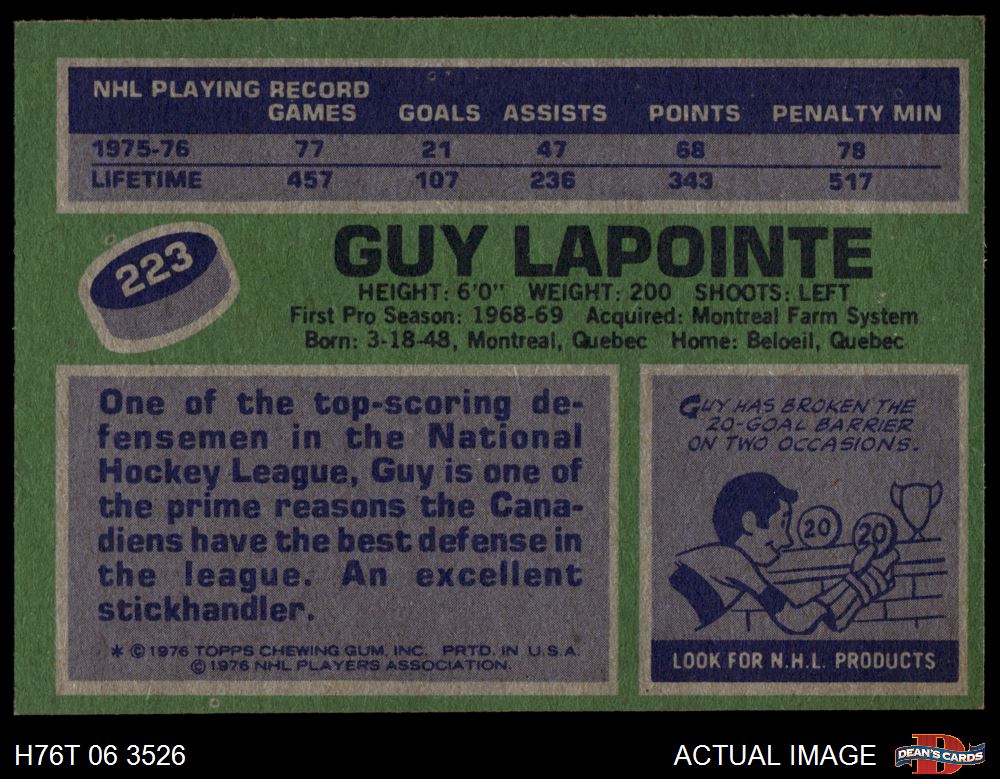 NHL PLAYING RECORD
GAMES GOALS ASSISTS POINTS PENALTY MIN
1975-76 77 21 47 68 78
LIFETIME 457 107 236 343 517
223
GUY LAPOINTE
HEIGHT: 6'0" WEIGHT: 200 SHOOTS: LEFT
First Pro Season: 1968-69 Acquired: Montreal Farm System
Born: 3-18-48, Montreal, Quebec Home: Beloeil, Quebec
One of the top-scoring de-
fensemen in the National
Hockey League, Guy is one of
the prime reasons the Cana-
diens have the best defense in
the league. An excellent
stickhandler.
* © 1976 TOPPS CHEWING GUM, INC. PRTD. IN U.S.A.
© 1976 NHL PLAYERS ASSOCIATION.
GUY HAS BROKEN THE
20-GOAL BARRIER
ON TWO OCCASIONS.
20 20
LOOK FOR N.H.L. PRODUCTS
H76T 06 3526 ACTUAL IMAGE D DEAN'S CARDS